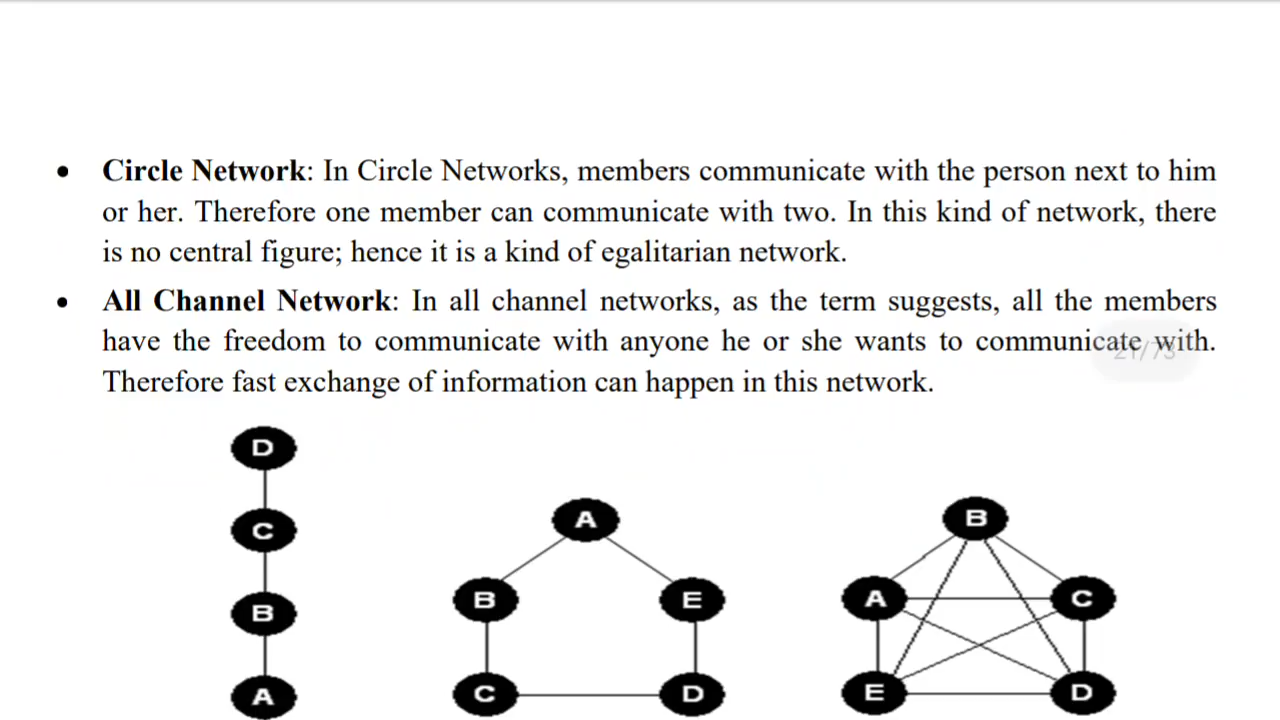 • Circle Network: In Circle Networks, members communicate with the person next to him
or her. Therefore one member can communicate with two. In this kind of network, there
is no central figure; hence it is a kind of egalitarian network.
• All Channel Network: In all channel networks, as the term suggests, all the members
have the freedom to communicate with anyone he or she wants to communicate with.
21/73
Therefore fast exchange of information can happen in this network.
D
C
B
A
A
B E
C D
B
A C
E D